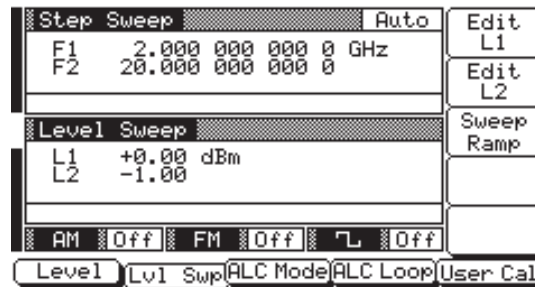 Step Sweep Auto
F1 2.000 000 000 0 GHz
F2 20.000 000 000 0
Level Sweep
L1 +0.00 dBm
L2 -1.00
AM Off FM Off Off
Edit
L1
Edit
L2
Sweep
Ramp
Level Lvl Swp ALC Mode ALC Loop User Cal